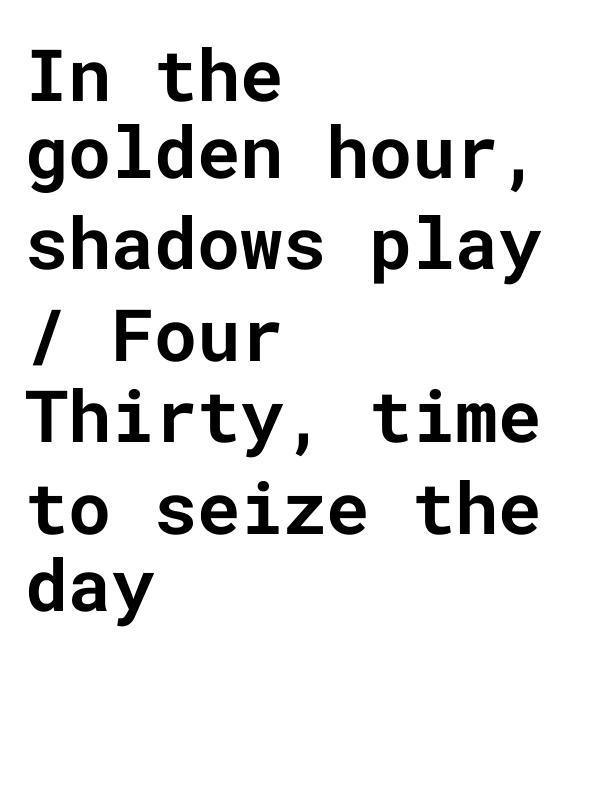 In the
golden hour,
shadows play
/ Four
Thirty, time
to seize the
day